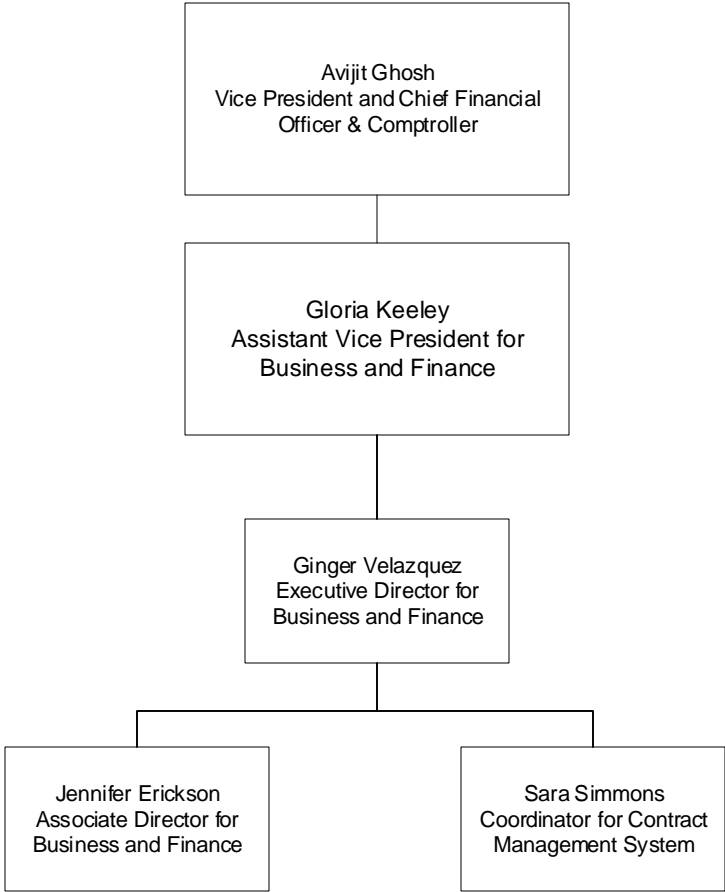 Avijit Ghosh
Vice President and Chief Financial
Officer & Comptroller
Gloria Keeley
Assistant Vice President for
Business and Finance
Ginger Velazquez
Executive Director for
Business and Finance
Jennifer Erickson
Associate Director for
Business and Finance
Sara Simmons
Coordinator for Contract
Management System